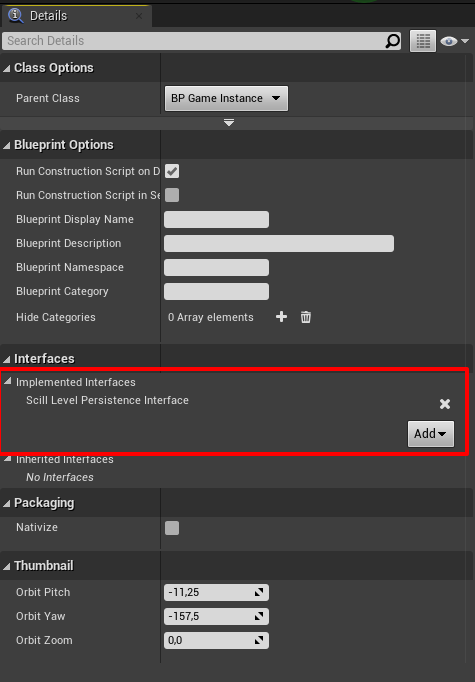 Details
Search Details
Class Options
Parent Class BP Game Instance
Blueprint Options
Run Construction Script on D
Run Construction Script in Se
Blueprint Display Name
Blueprint Description
Blueprint Namespace
Blueprint Category
Hide Categories 0 Array elements
Interfaces
Implemented Interfaces
Scill Level Persistence Interface
Add
Inherited Interfaces
No Interfaces
Packaging
Nativize
Thumbnail
Orbit Pitch -11,25
Orbit Yaw -157,5
Orbit Zoom 0,0